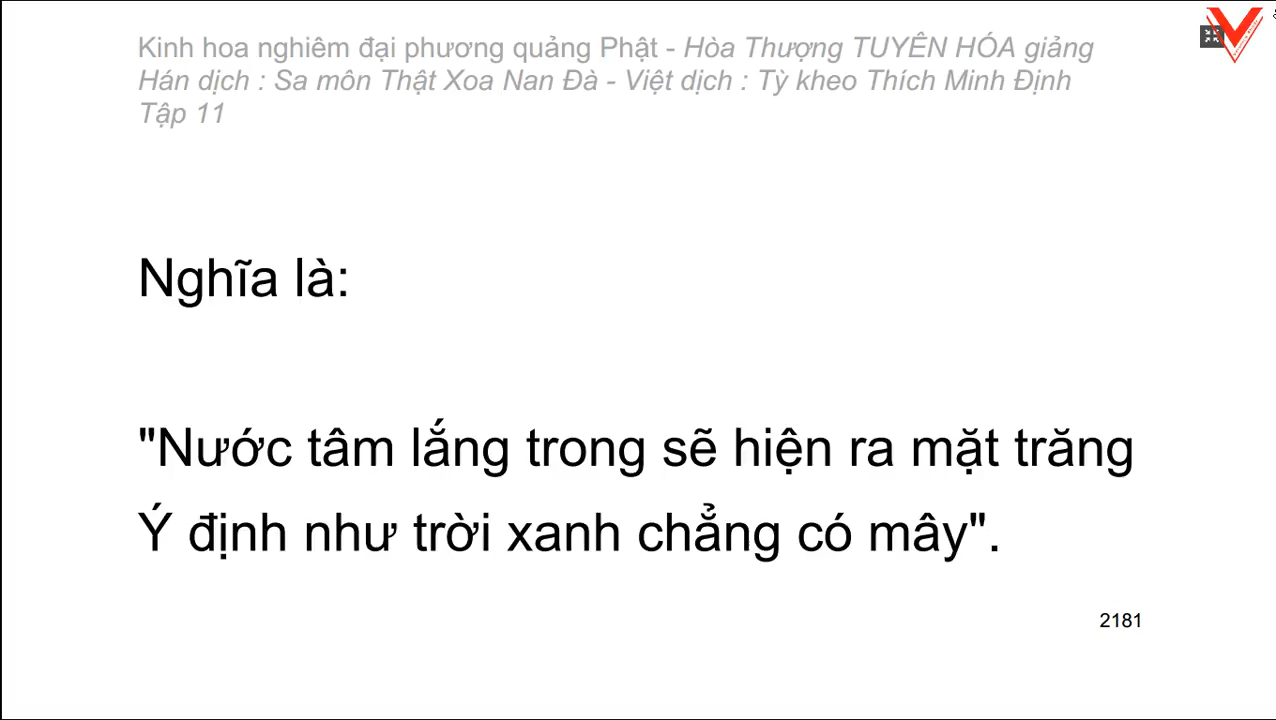 Kinh hoa nghiêm đại phương quảng Phật - Hòa Thượng TUYÊN HÓA giảng
Hán dịch : Sa môn Thật Xoa Nan Đà - Việt dịch : Tỳ kheo Thích Minh Định
Tập 11
Nghĩa là:
"Nước tâm lắng trong sẽ hiện ra mặt trăng
Ý định như trời xanh chẳng có mây".
2181